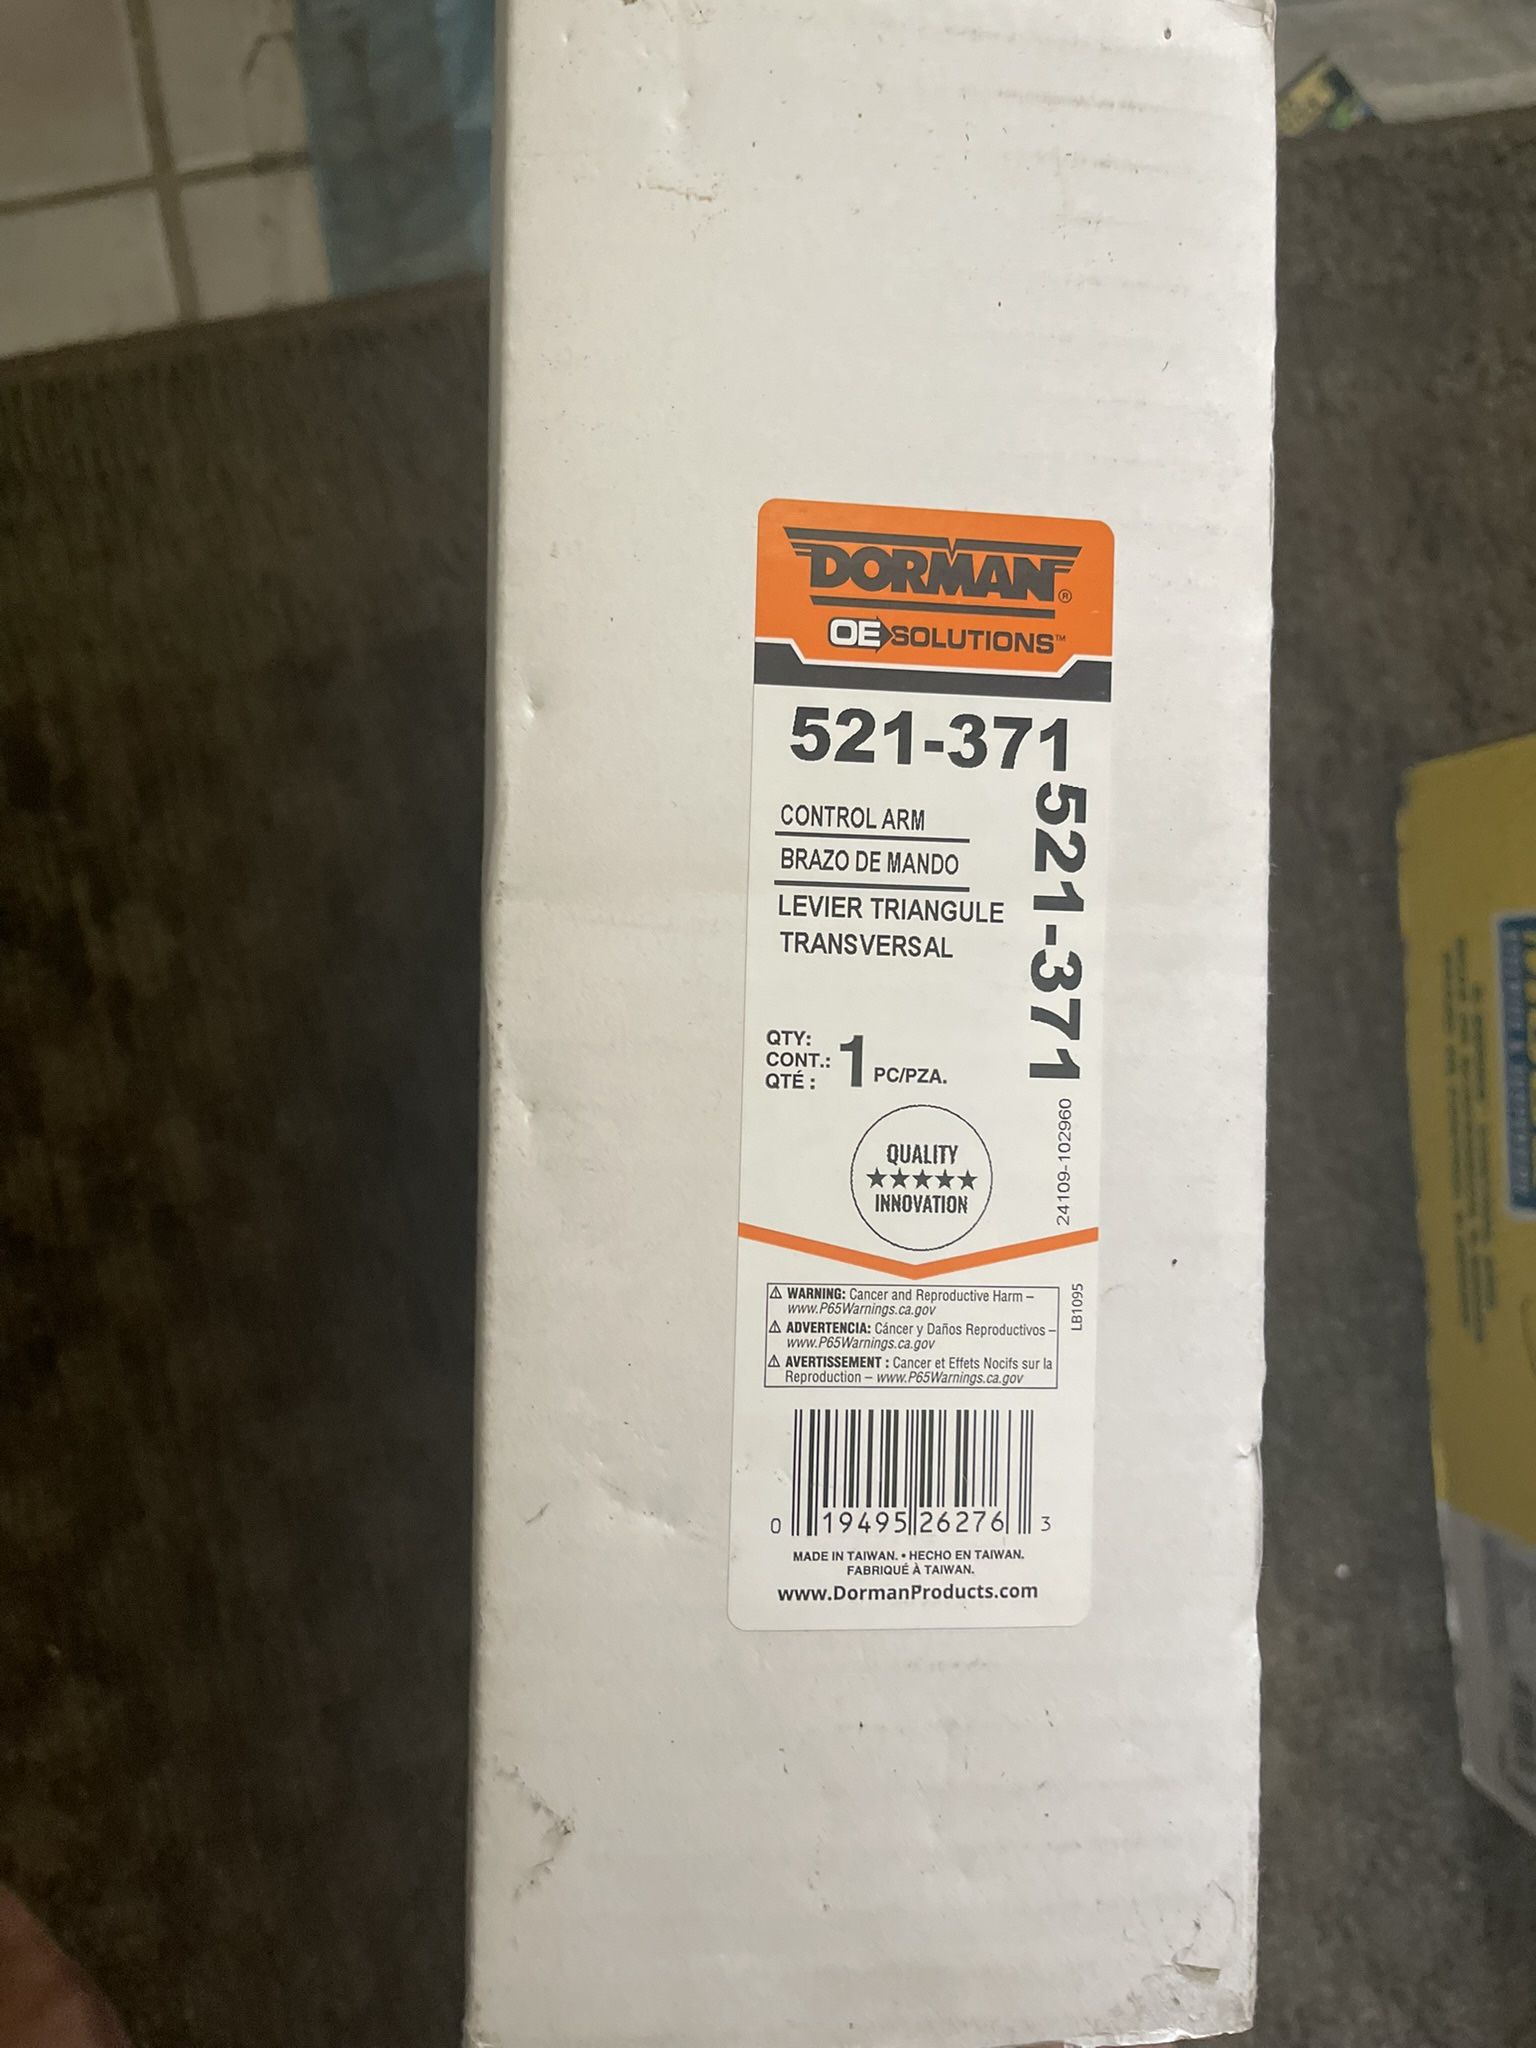 DORMAN®
OE SOLUTIONS™
521-371
521-371
CONTROL ARM
BRAZO DE MANDO
LEVIER TRIANGULE
TRANSVERSAL
QTY:
CONT.:
QTÉ :
1 PC/PZA.
24109-102960
QUALITY
★★★★★
INNOVATION
LB1095
⚠ WARNING: Cancer and Reproductive Harm –
www.P65Warnings.ca.gov
⚠ ADVERTENCIA: Cáncer y Daños Reproductivos –
www.P65Warnings.ca.gov
⚠ AVERTISSEMENT : Cancer et Effets Nocifs sur la
Reproduction – www.P65Warnings.ca.gov
0 19495 26276 3
MADE IN TAIWAN. • HECHO EN TAIWAN.
FABRIQUÉ À TAIWAN.
www.DormanProducts.com